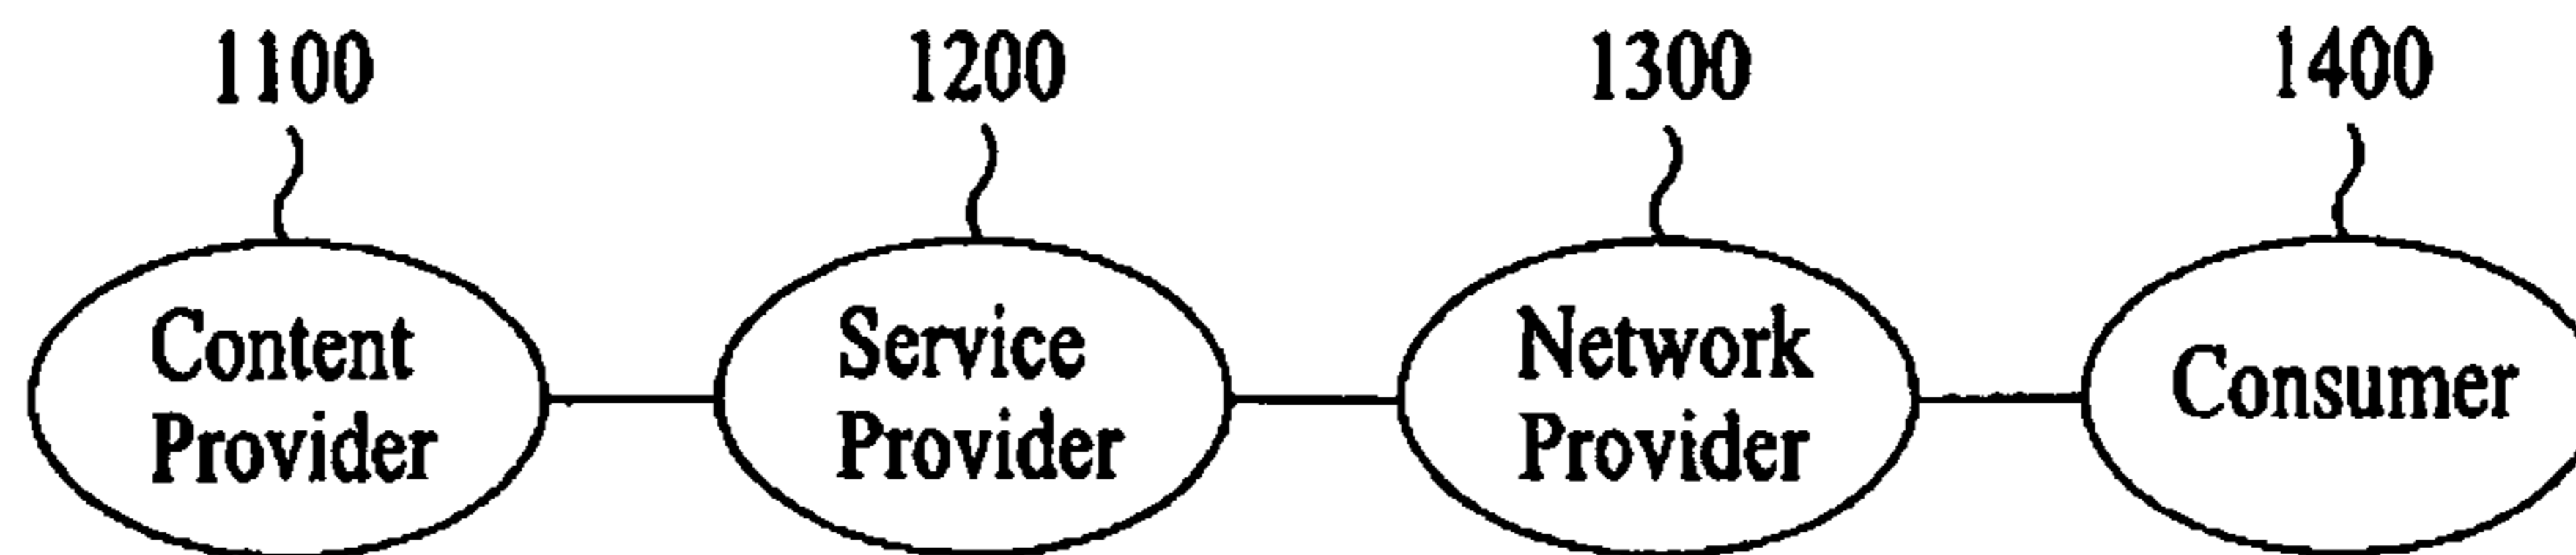 1100 1200 1300 1400
Content Service Network Consumer
Provider Provider Provider